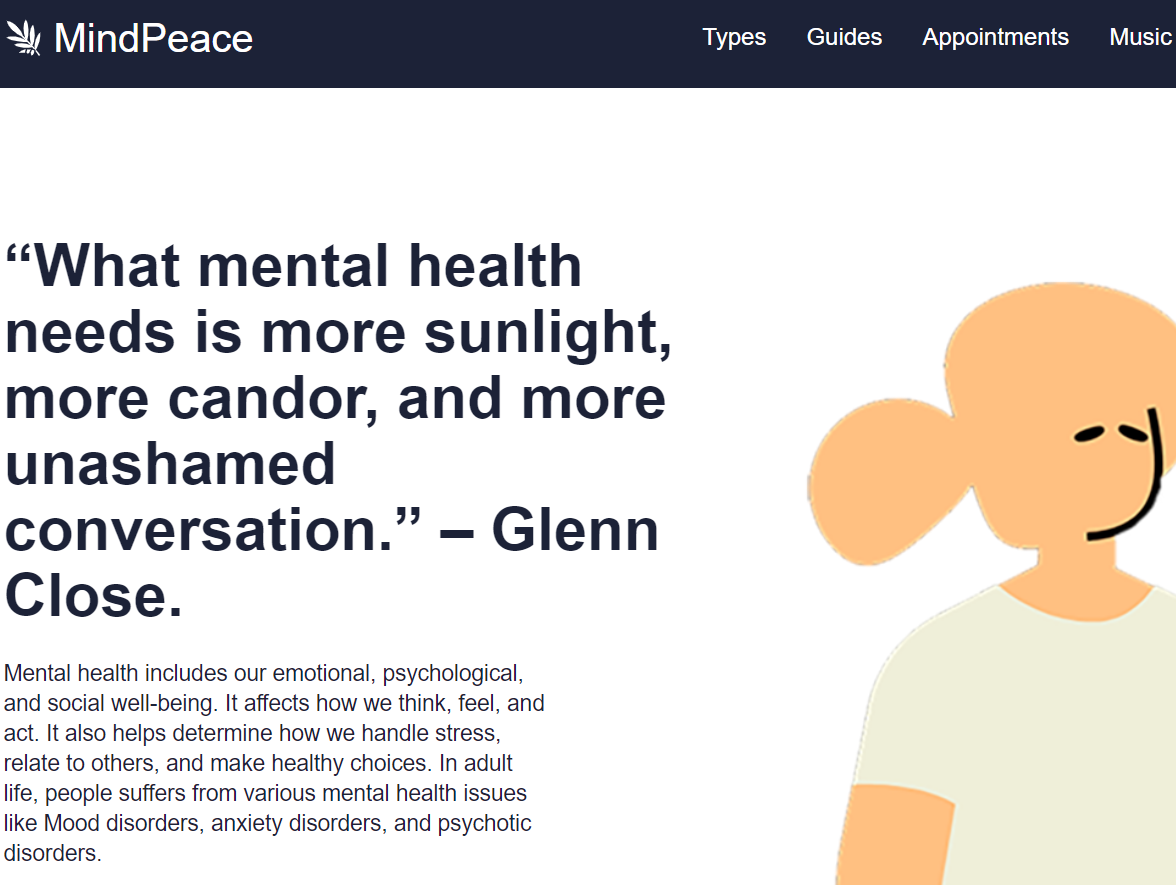 MindPeace
Types Guides Appointments Music
“What mental health
needs is more sunlight,
more candor, and more
unashamed
conversation.” – Glenn
Close.
Mental health includes our emotional, psychological,
and social well-being. It affects how we think, feel, and
act. It also helps determine how we handle stress,
relate to others, and make healthy choices. In adult
life, people suffers from various mental health issues
like Mood disorders, anxiety disorders, and psychotic
disorders.